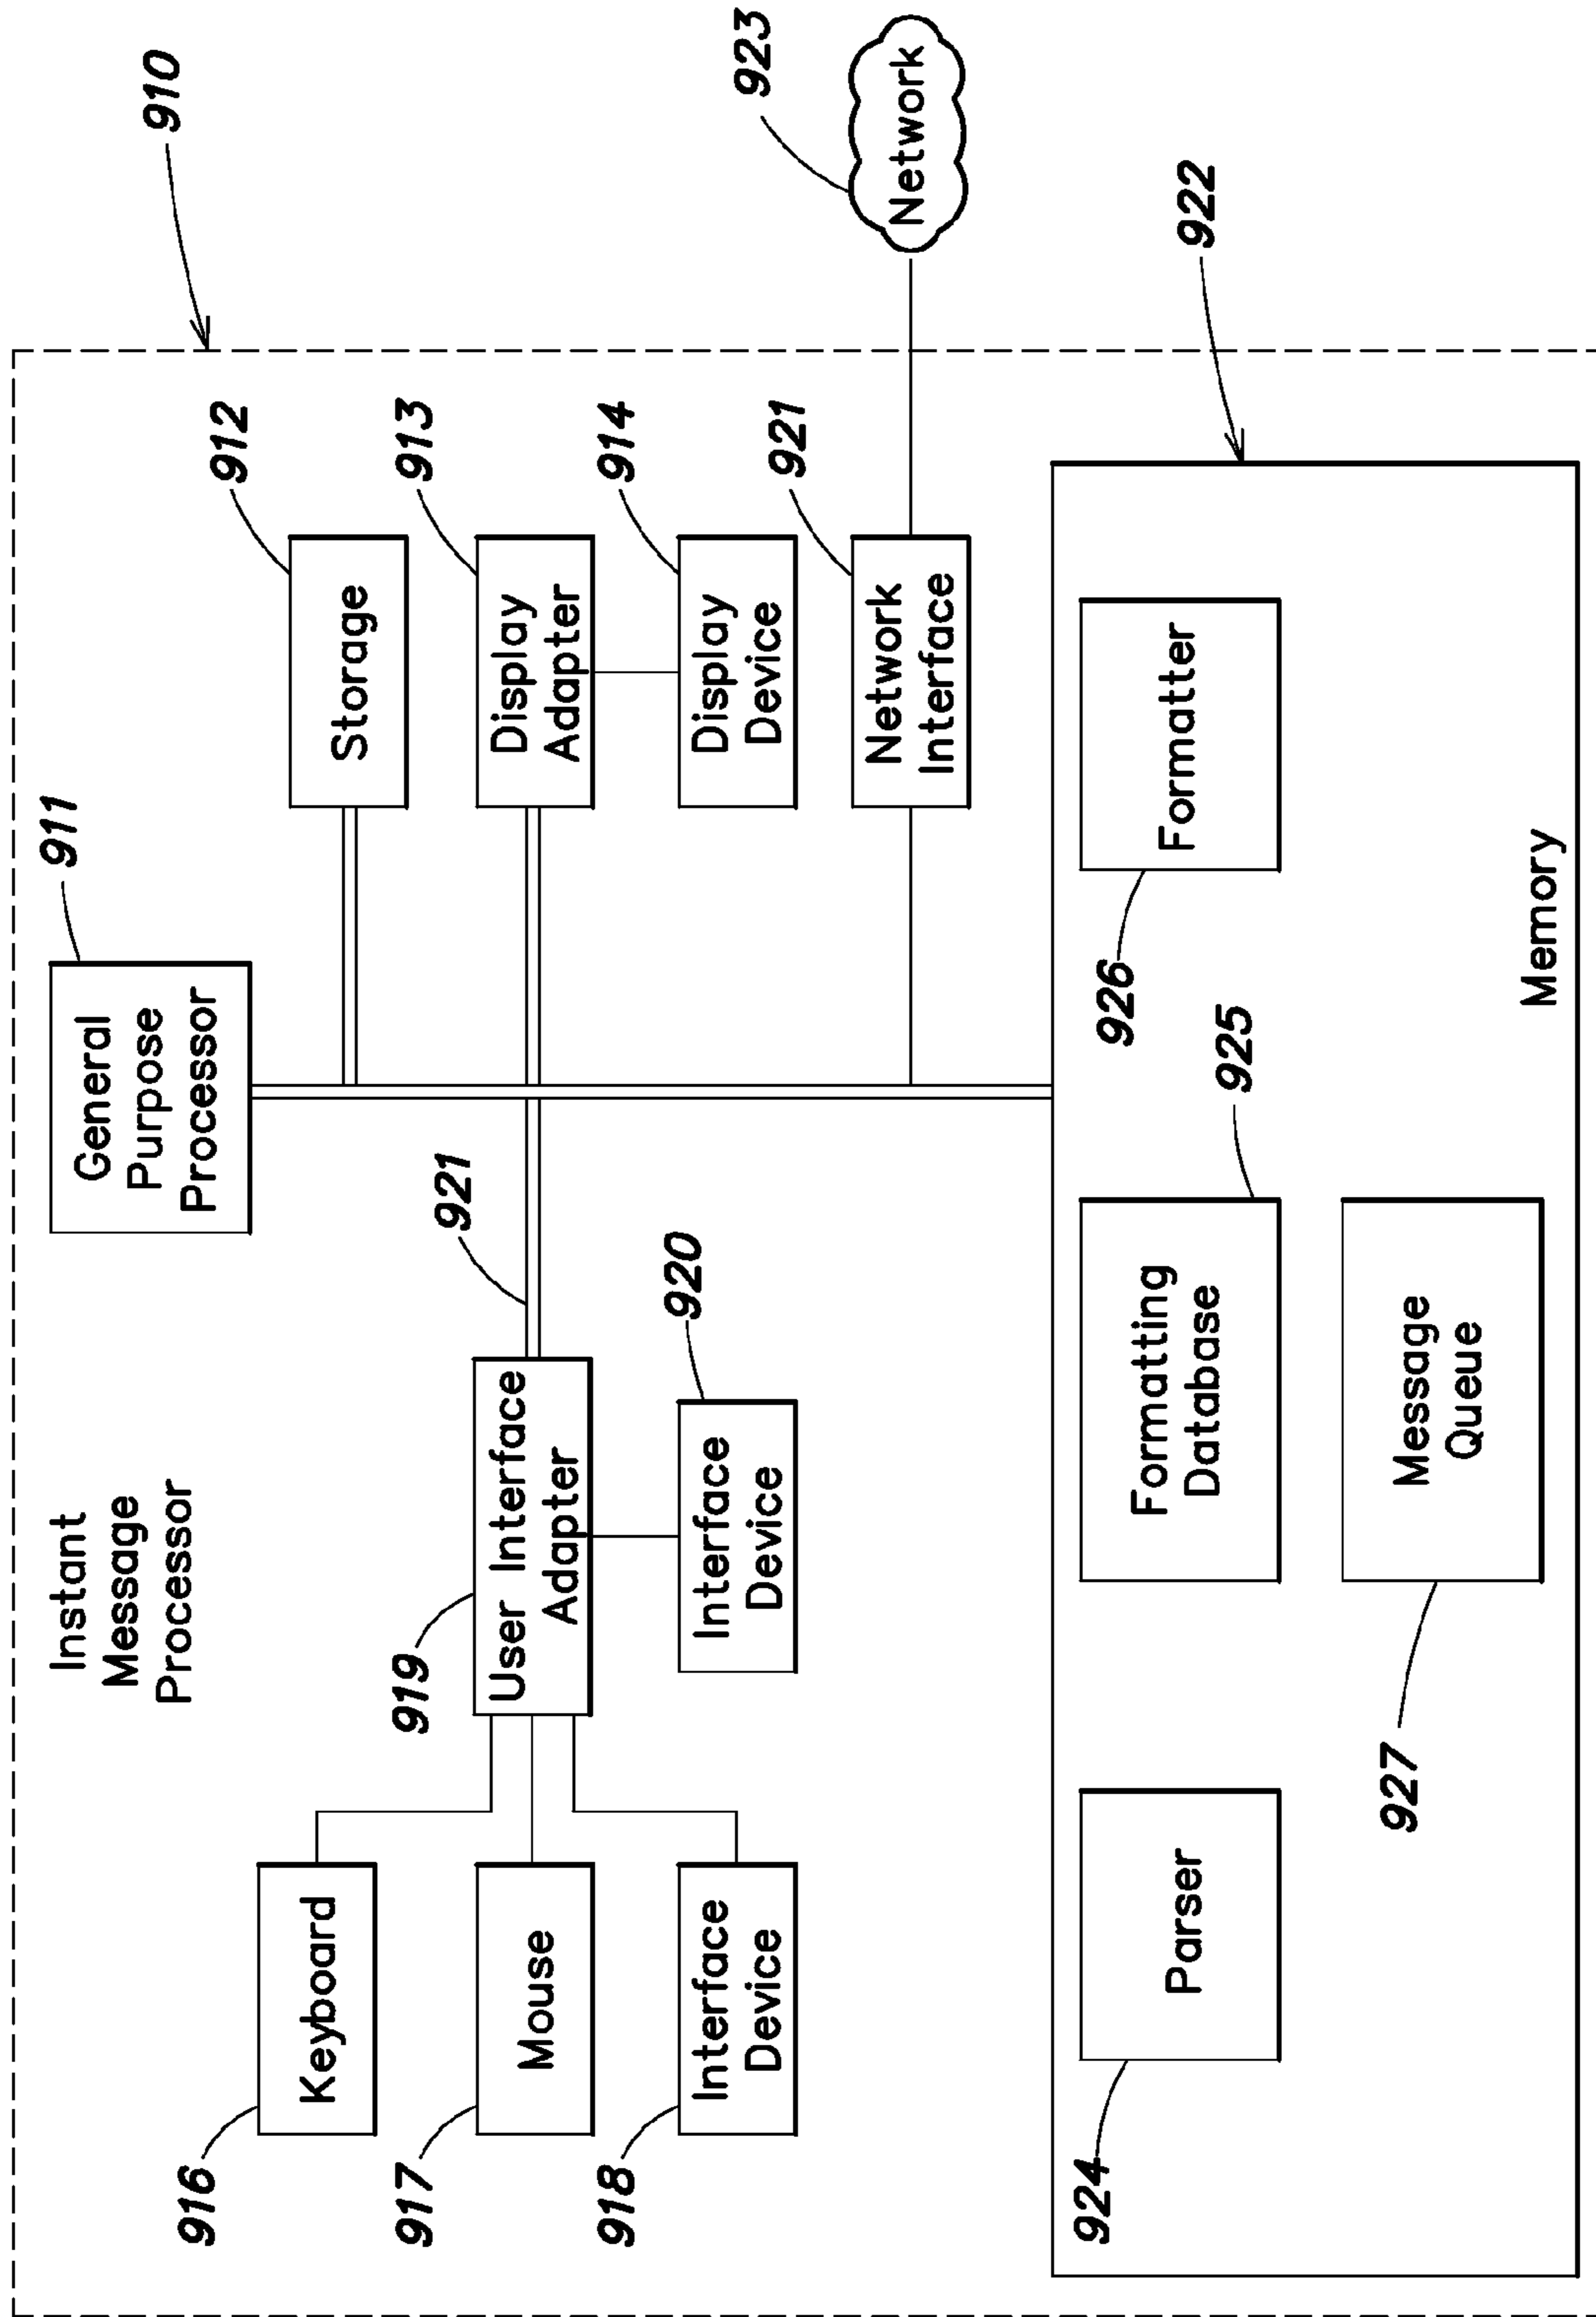 Instant
Message
Processor
910
911
General
Purpose
Processor
916
Keyboard
912
Storage
917
Mouse
919
User Interface
Adapter
921
913
Display
Adapter
918
Interface
Device
920
Interface
Device
914
Display
Device
921
Network
Interface
923
Network
922
924
Parser
Formatting
Database
925
926
Formatter
927
Message
Queue
Memory